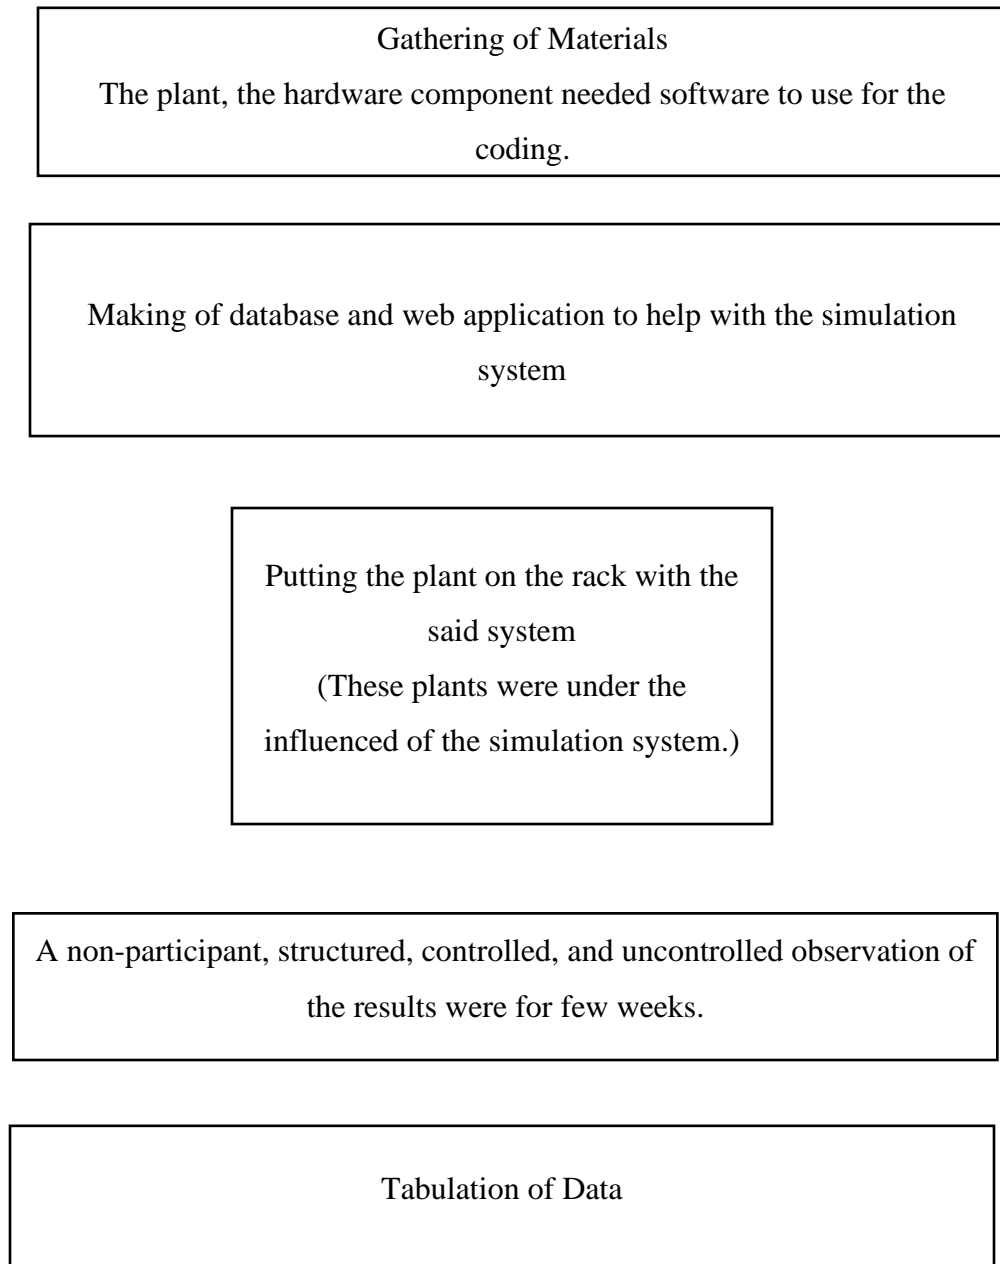 Gathering of Materials
The plant, the hardware component needed software to use for the
coding.
Making of database and web application to help with the simulation
system
Putting the plant on the rack with the
said system
(These plants were under the
influenced of the simulation system.)
A non-participant, structured, controlled, and uncontrolled observation of
the results were for few weeks.
Tabulation of Data